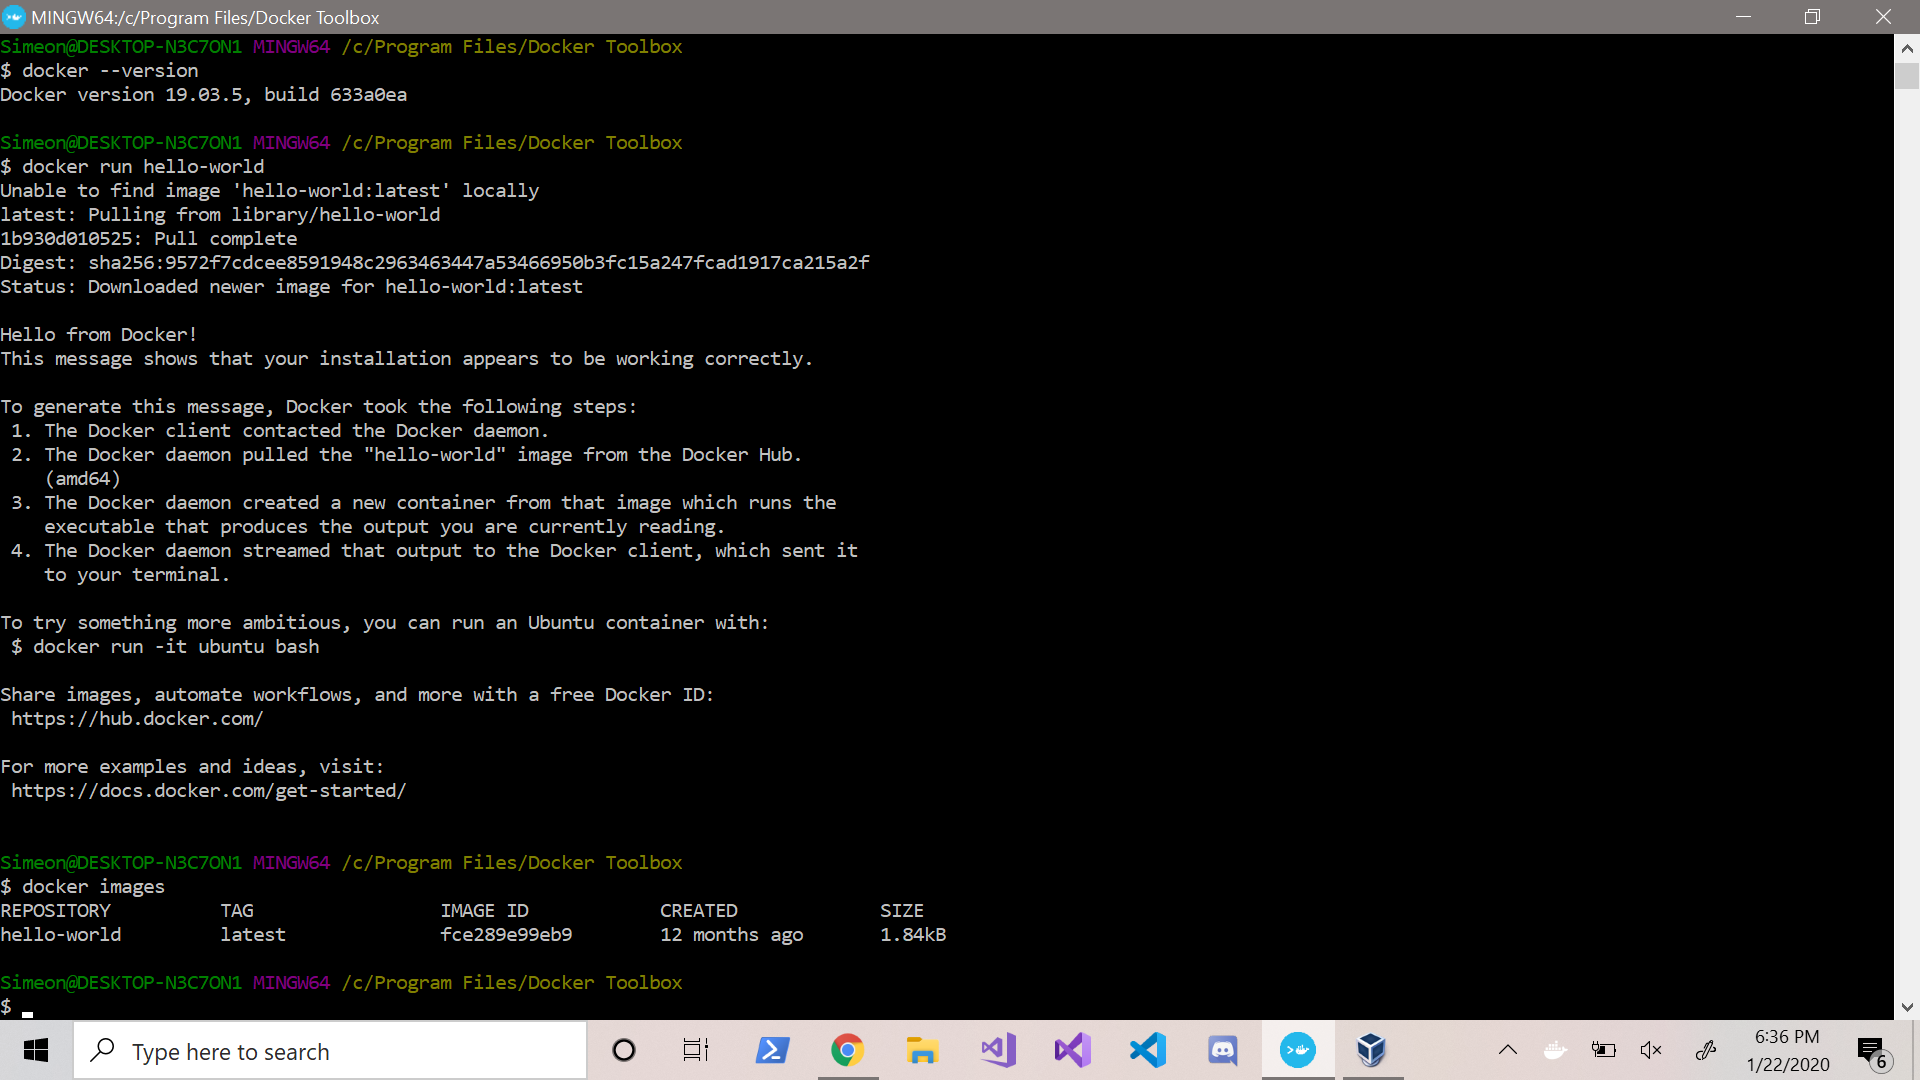 MINGW64:/c/Program Files/Docker Toolbox
Simeon@DESKTOP-N3C7ON1 MINGW64 /c/Program Files/Docker Toolbox
$ docker --version
Docker version 19.03.5, build 633a0ea
Simeon@DESKTOP-N3C7ON1 MINGW64 /c/Program Files/Docker Toolbox
$ docker run hello-world
Unable to find image 'hello-world:latest' locally
latest: Pulling from library/hello-world
1b930d010525: Pull complete
Digest: sha256:9572f7cdcee8591948c2963463447a53466950b3fc15a247fcad1917ca215a2f
Status: Downloaded newer image for hello-world:latest
Hello from Docker!
This message shows that your installation appears to be working correctly.
To generate this message, Docker took the following steps:
1. The Docker client contacted the Docker daemon.
2. The Docker daemon pulled the "hello-world" image from the Docker Hub.
(amd64)
3. The Docker daemon created a new container from that image which runs the
executable that produces the output you are currently reading.
4. The Docker daemon streamed that output to the Docker client, which sent it
to your terminal.
To try something more ambitious, you can run an Ubuntu container with:
$ docker run -it ubuntu bash
Share images, automate workflows, and more with a free Docker ID:
https://hub.docker.com/
For more examples and ideas, visit:
https://docs.docker.com/get-started/
Simeon@DESKTOP-N3C7ON1 MINGW64 /c/Program Files/Docker Toolbox
$ docker images
REPOSITORY TAG IMAGE ID CREATED SIZE
hello-world latest fce289e99eb9 12 months ago 1.84kB
Simeon@DESKTOP-N3C7ON1 MINGW64 /c/Program Files/Docker Toolbox
$
Type here to search
6:36 PM
1/22/2020
6